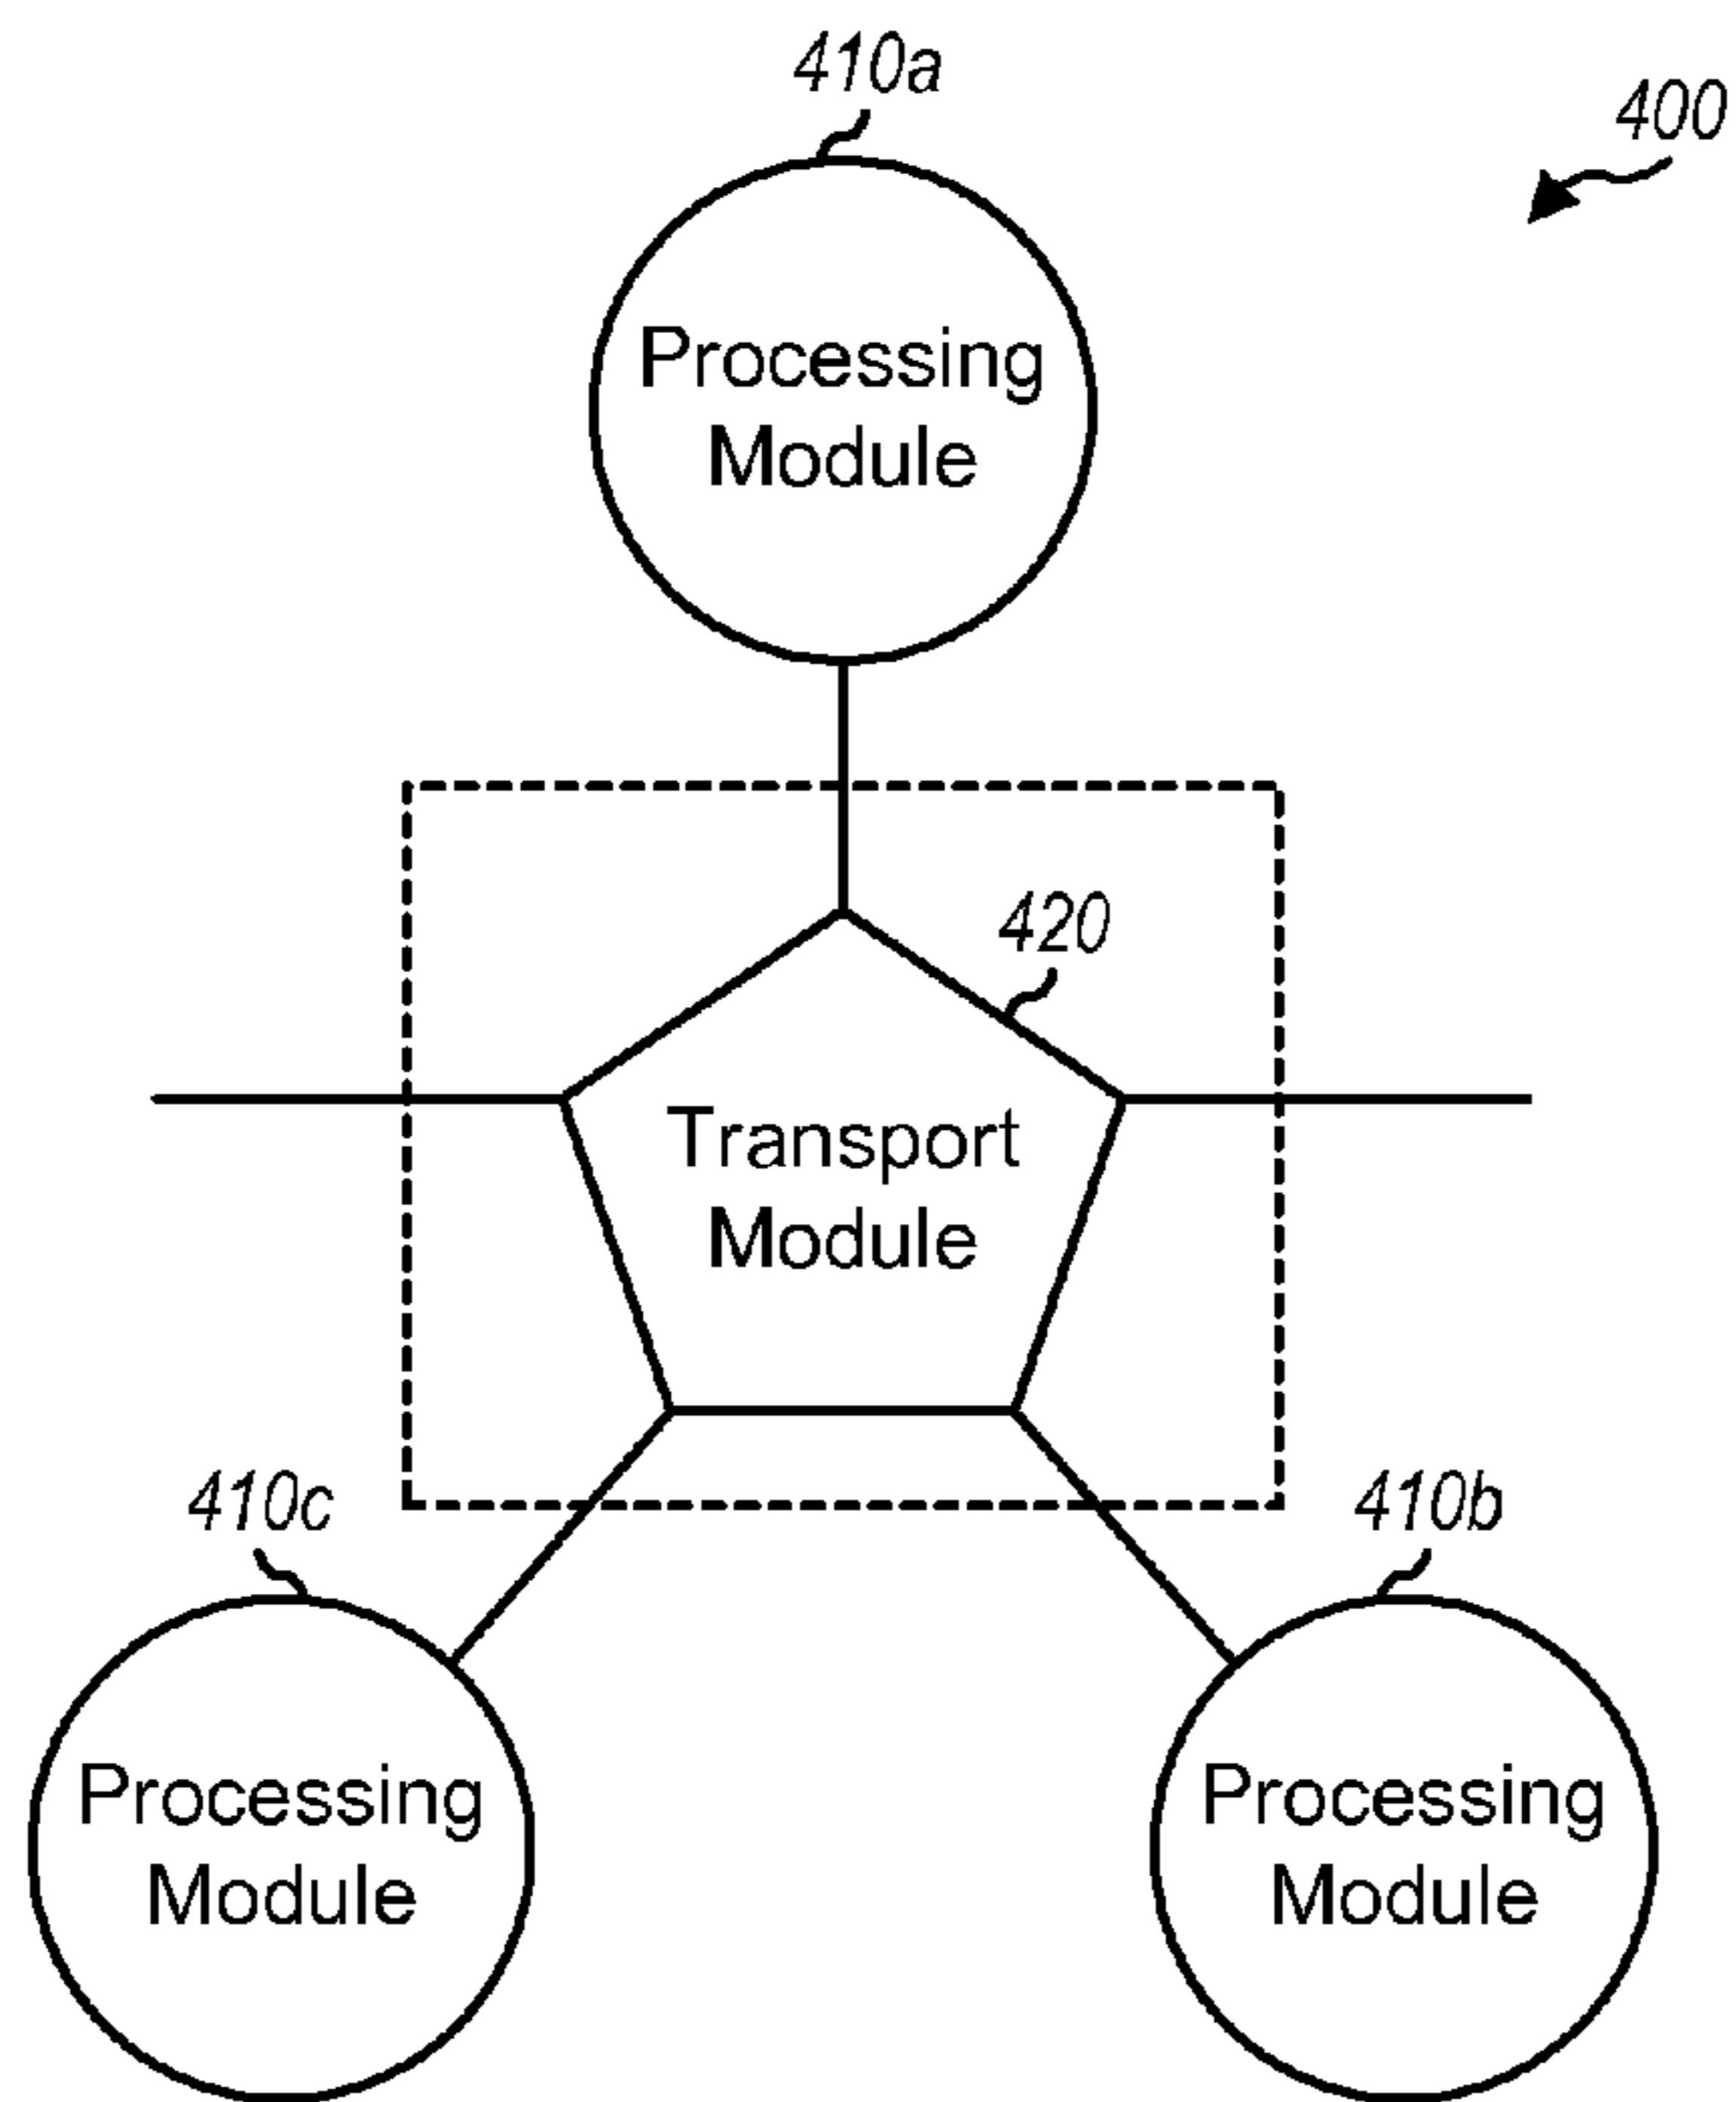 410a
400
Processing
Module
420
Transport
Module
410c
410b
Processing
Module
Processing
Module